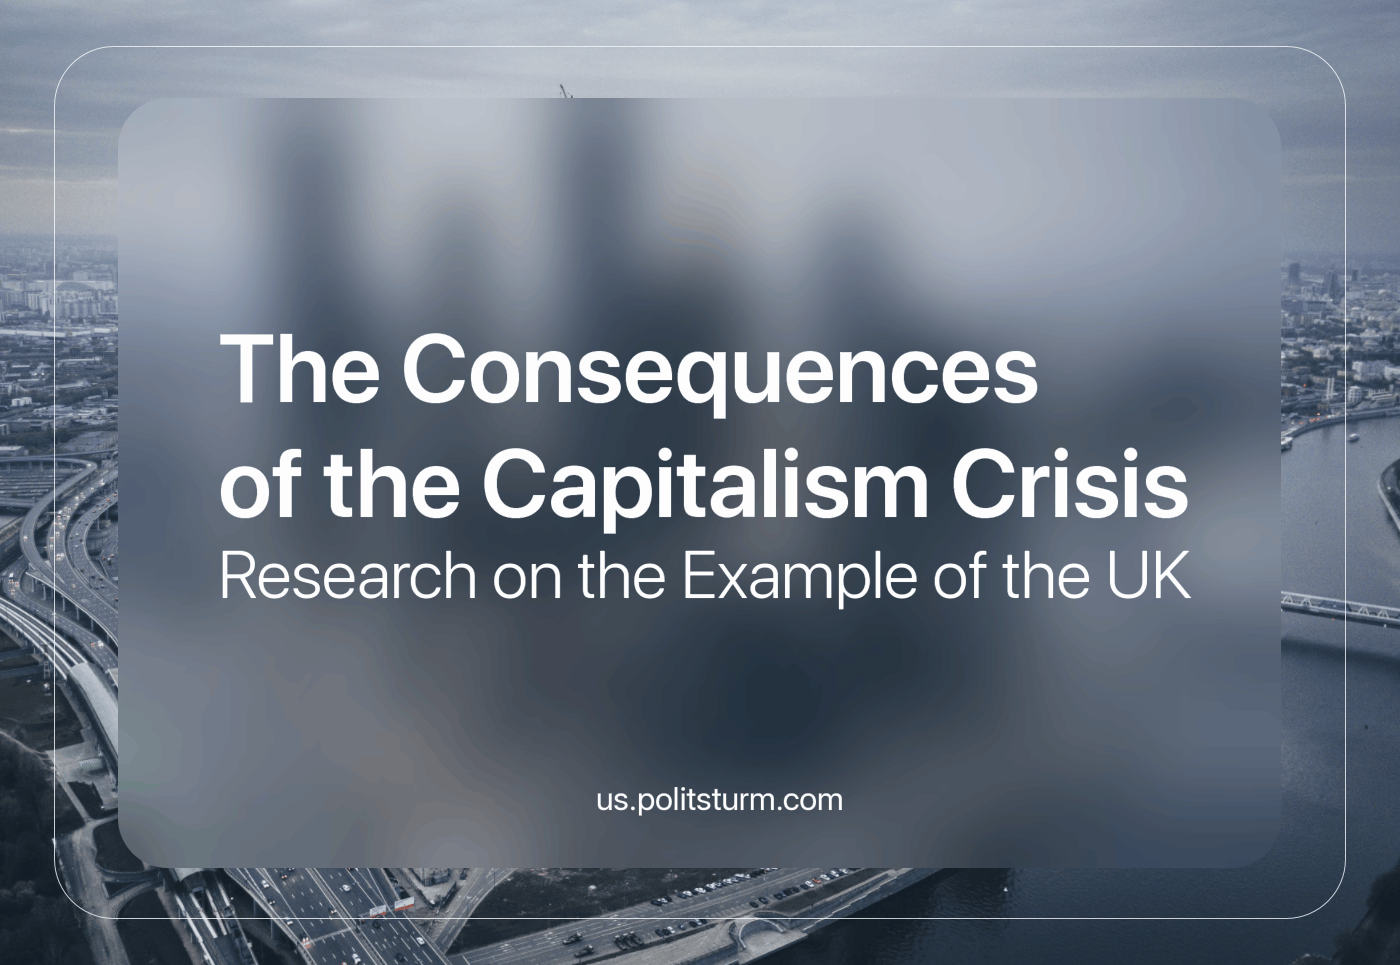 The Consequences
of the Capitalism Crisis
Research on the Example of the UK
us.politsturm.com